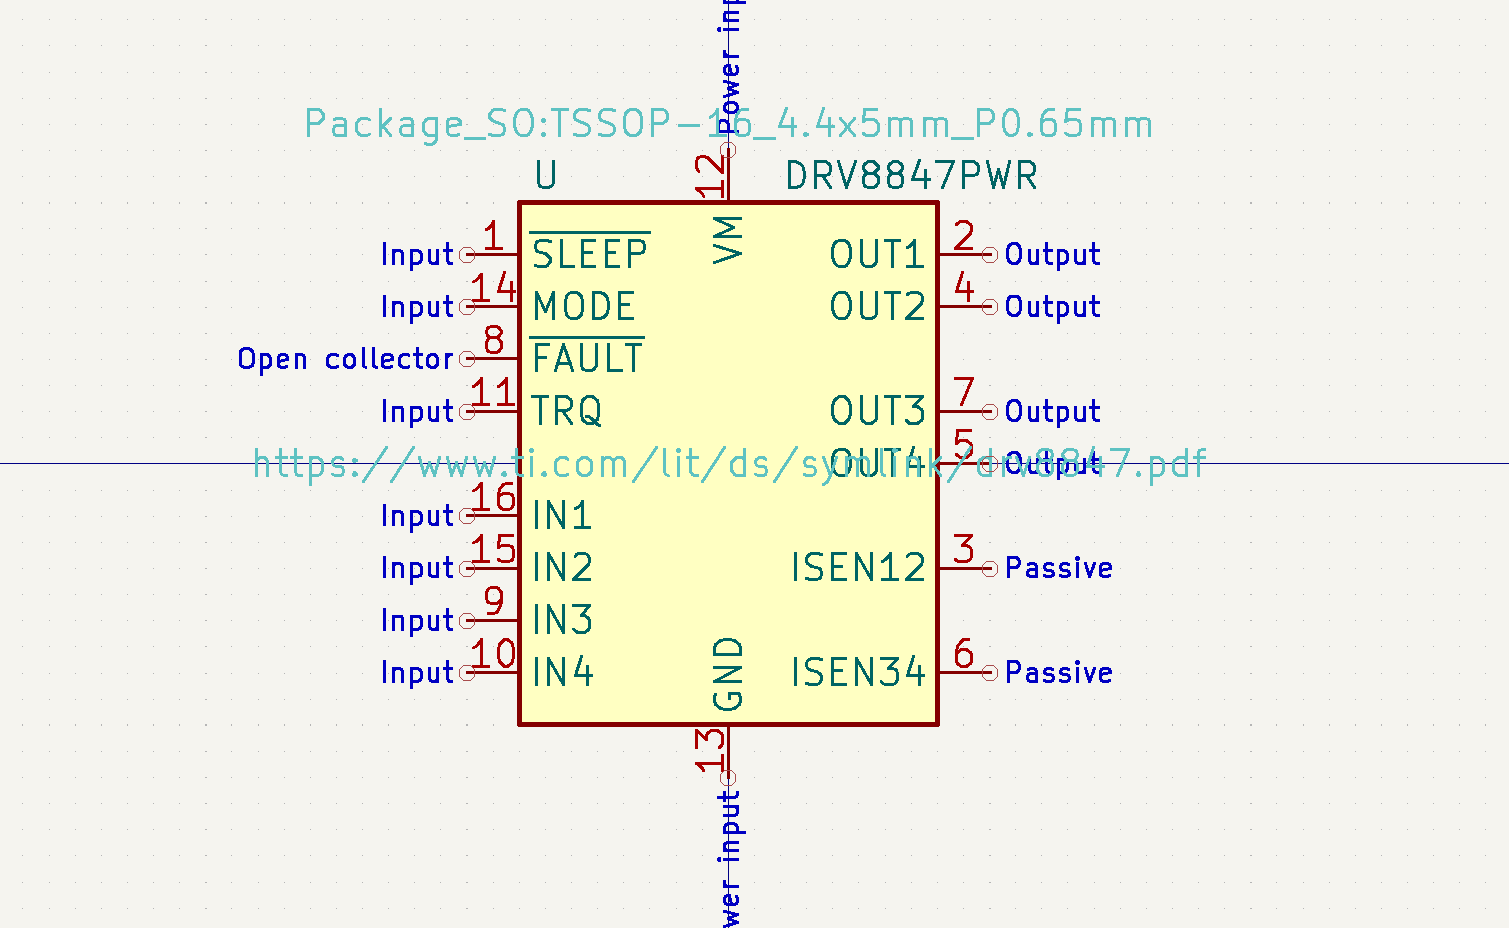 Power inp
Package_SO:TSSOP-16_4.4x5mm_P0.65mm
12
U
DRV8847PWR
Input 1 SLEEP
VM
OUT1 2 Output
Input 14 MODE
OUT2 4 Output
Open collector 8 FAULT
Input 11 TRQ
OUT3 7 Output
https://www.ti.com/lit/ds/symlink/drv8847.pdf
OUT4 5 Output
Input 16 IN1
Input 15 IN2
ISEN12 3 Passive
Input 9 IN3
Input 10 IN4
GND
ISEN34 6 Passive
13
wer input